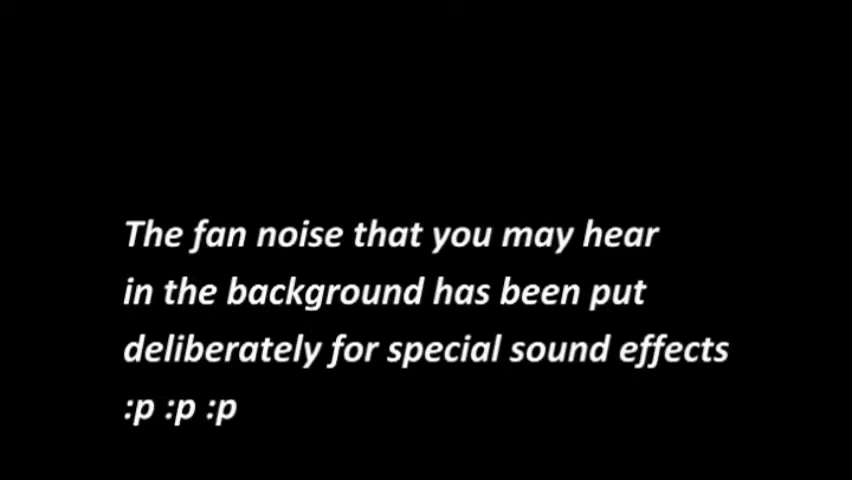 The fan noise that you may hear
in the background has been put
deliberately for special sound effects
:p :p :p